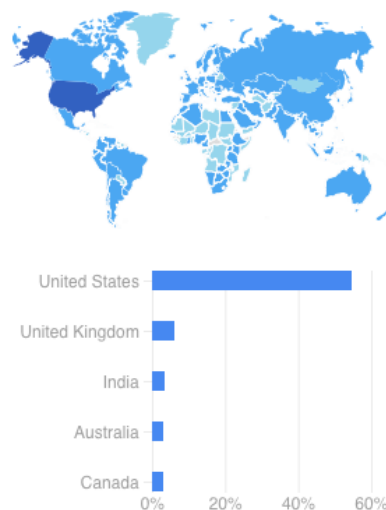 United States
United Kingdom
India
Australia
Canada
0% 20% 40% 60%